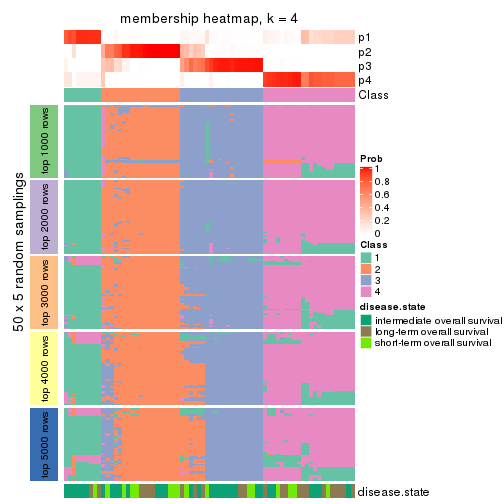 membership heatmap, k = 4
p1
p2
p3
p4
Class
50 x 5 random samplings
top 1000 rows
top 2000 rows
top 3000 rows
top 4000 rows
top 5000 rows
Prob
1
0.8
0.6
0.4
0.2
0
Class
1
2
3
4
disease.state
intermediate overall survival
long-term overall survival
short-term overall survival
disease.state